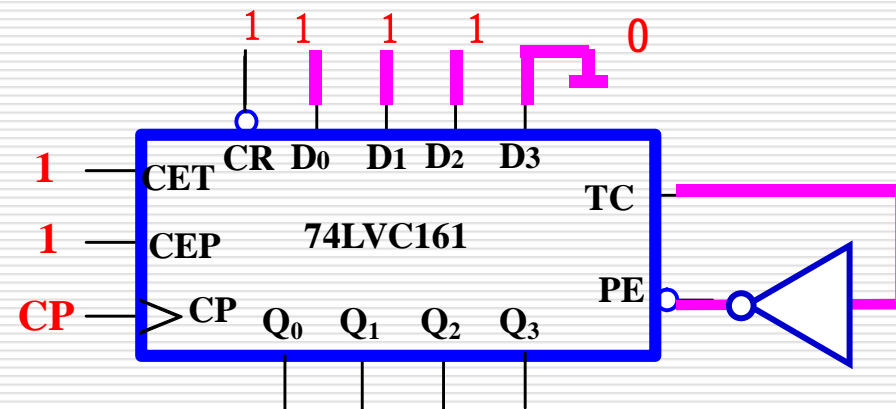 1 1 1 1 0
CR D0 D1 D2 D3
1 CET
TC
1 CEP 74LVC161
PE
CP CP
Q0 Q1 Q2 Q3